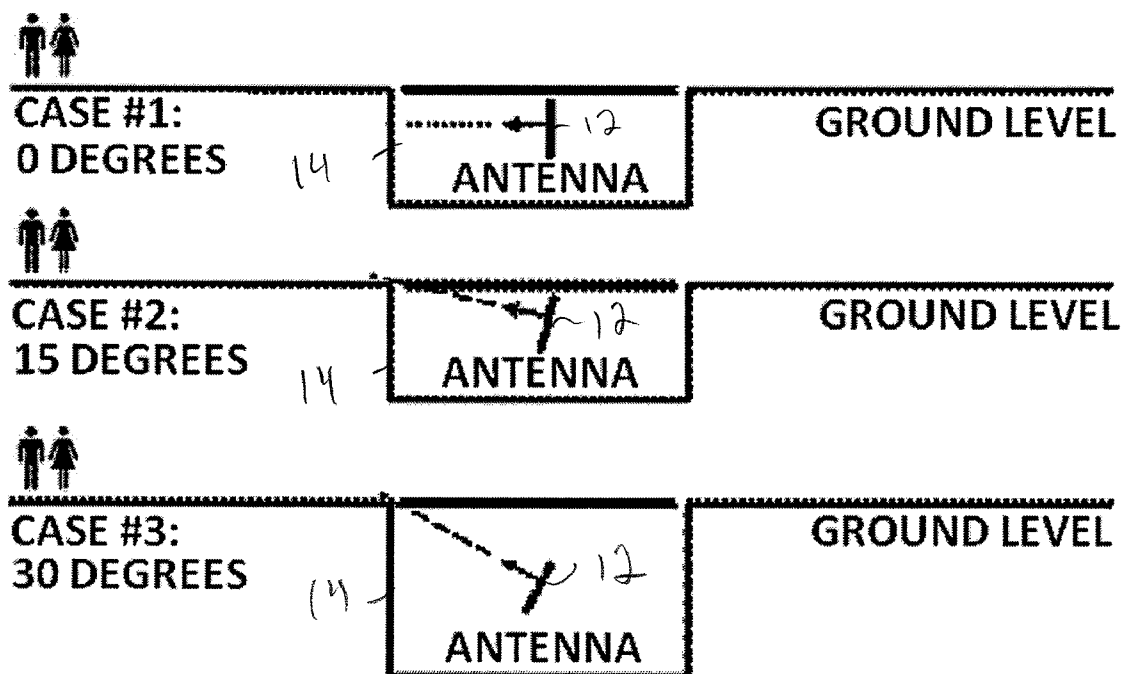 CASE #1:
0 DEGREES
14
12
ANTENNA
GROUND LEVEL
CASE #2:
15 DEGREES
14
12
ANTENNA
GROUND LEVEL
CASE #3:
30 DEGREES
14
12
ANTENNA
GROUND LEVEL